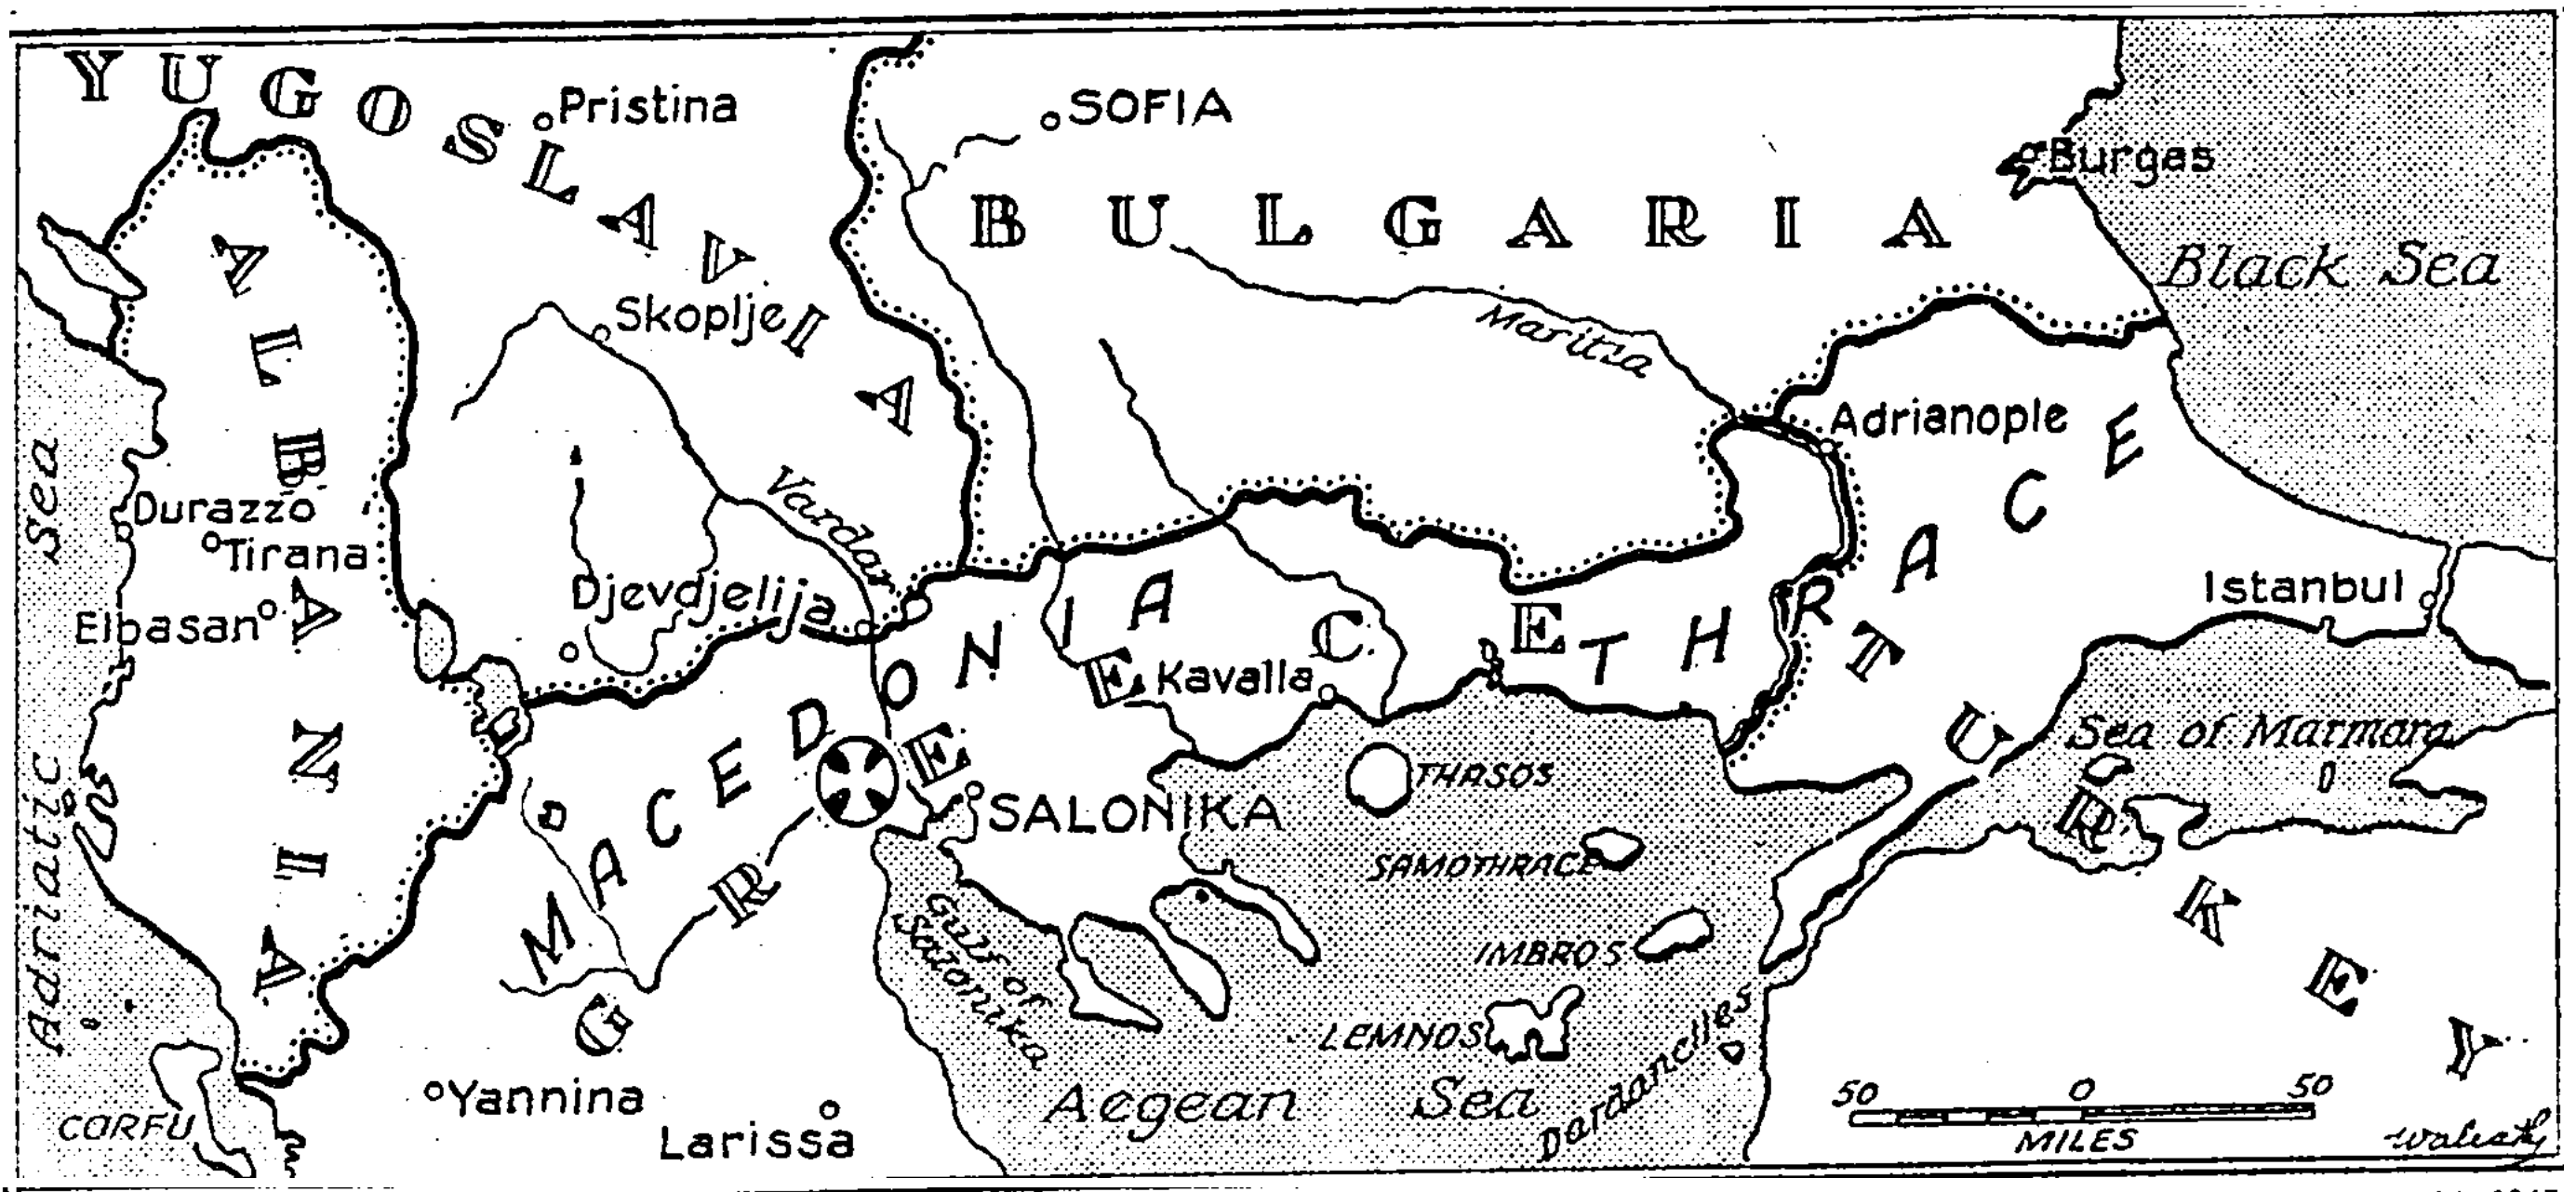 YUGOSLAVIA
Pristina
SOFIA
Burgas
BULGARIA
Black Sea
ALBANIA
Skoplje
Maritsa
Adrianople
Vardar
Durazzo
Tirana
Djevdjelija
Elbasan
Istanbul
MACEDONIA
THRACE
GREECE
Kavalla
TURKEY
Sea of Marmara
THASOS
SALONIKA
SAMOTHRACE
Adriatic Sea
Gulf of
Salonika
IMBROS
LEMNOS
Dardanelles
Yannina
Aegean Sea
50 0 50
MILES
CORFU
Larissa